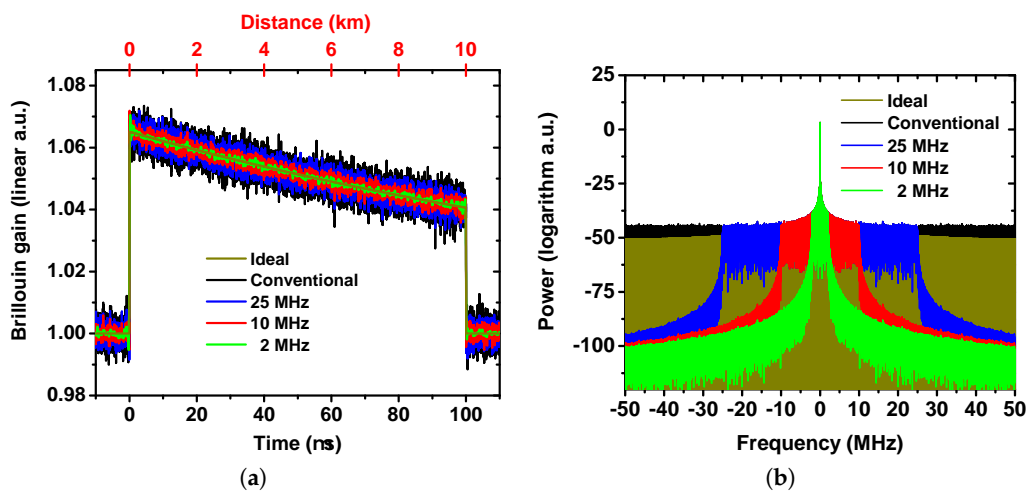 Distance (km)
0 2 4 6 8 10
1.08
1.06
1.04
1.02
1.00
0.98
Brillouin gain (linear a.u.)
Ideal
Conventional
25 MHz
10 MHz
2 MHz
0 20 40 60 80 100
Time (ns)
(a)
25
0
-25
-50
-75
-100
Power (logarithm a.u.)
Ideal
Conventional
25 MHz
10 MHz
2 MHz
-50 -40 -30 -20 -10 0 10 20 30 40 50
Frequency (MHz)
(b)